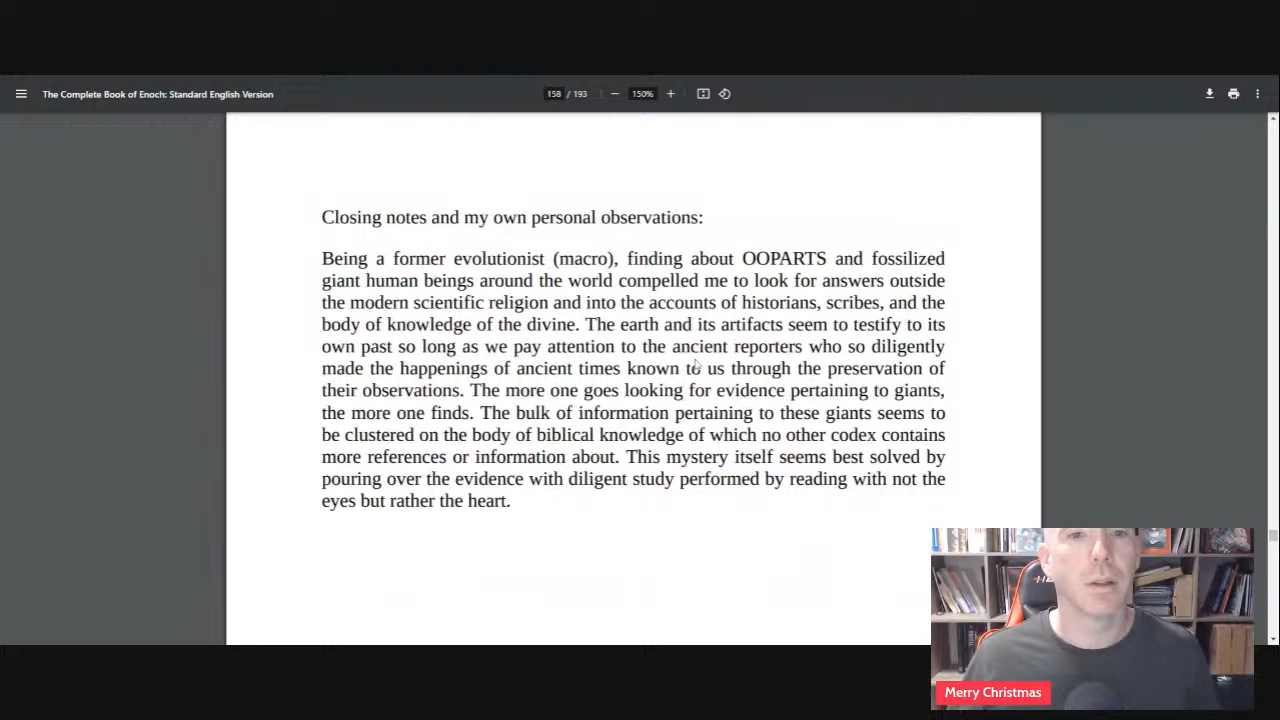 The Complete Book of Enoch: Standard English Version
158 / 193
150%
Closing notes and my own personal observations:
Being a former evolutionist (macro), finding about OOPARTS and fossilized
giant human beings around the world compelled me to look for answers outside
the modern scientific religion and into the accounts of historians, scribes, and the
body of knowledge of the divine. The earth and its artifacts seem to testify to its
own past so long as we pay attention to the ancient reporters who so diligently
made the happenings of ancient times known to us through the preservation of
their observations. The more one goes looking for evidence pertaining to giants,
the more one finds. The bulk of information pertaining to these giants seems to
be clustered on the body of biblical knowledge of which no other codex contains
more references or information about. This mystery itself seems best solved by
pouring over the evidence with diligent study performed by reading with not the
eyes but rather the heart.
Merry Christmas